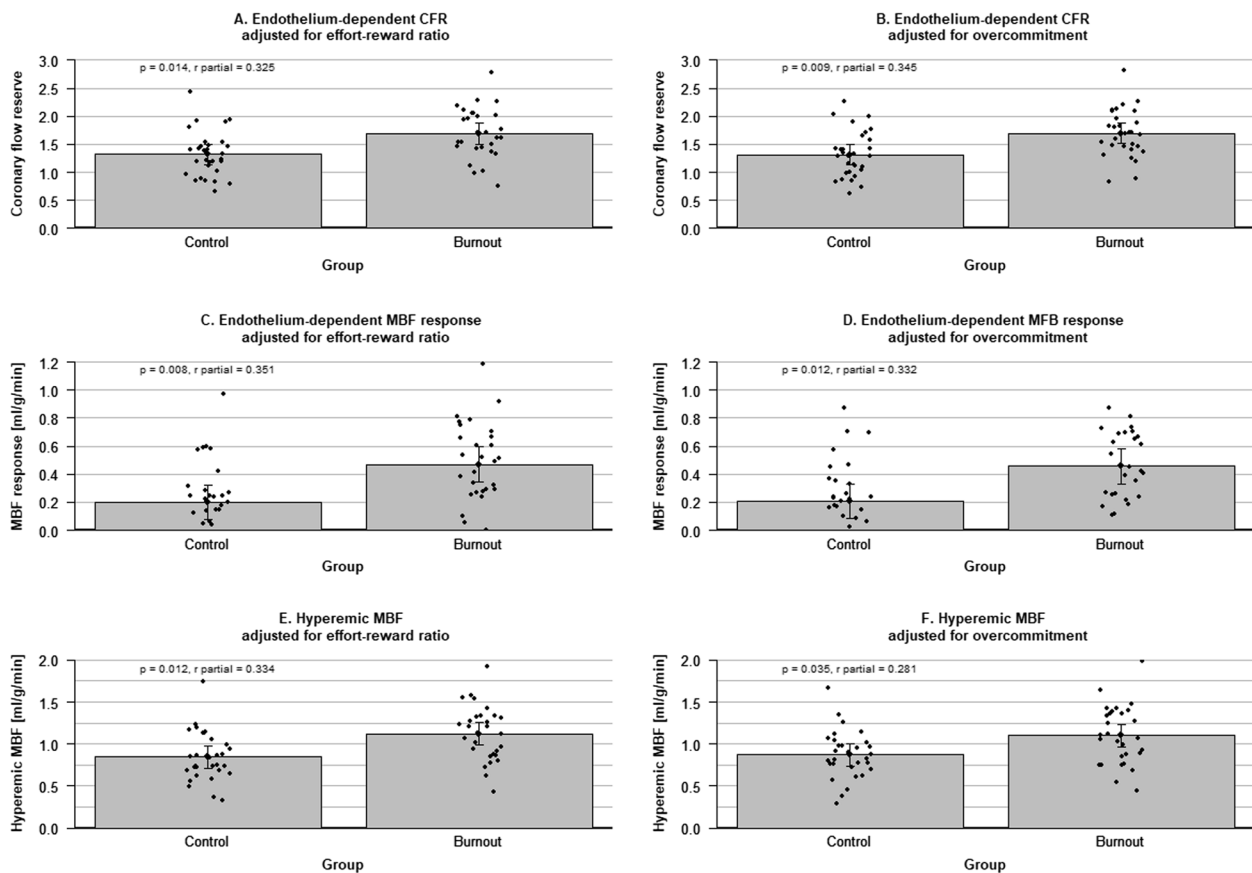 A. Endothelium-dependent CFR
adjusted for effort-reward ratio
p = 0.014, r partial = 0.325
Coronary flow reserve
3.0
2.5
2.0
1.5
1.0
0.5
0.0
Control
Burnout
Group
B. Endothelium-dependent CFR
adjusted for overcommitment
p = 0.009, r partial = 0.345
Coronary flow reserve
3.0
2.5
2.0
1.5
1.0
0.5
0.0
Control
Burnout
Group
C. Endothelium-dependent MBF response
adjusted for effort-reward ratio
p = 0.008, r partial = 0.351
MBF response [ml/g/min]
1.2
1.0
0.8
0.6
0.4
0.2
0.0
Control
Burnout
Group
D. Endothelium-dependent MFB response
adjusted for overcommitment
p = 0.012, r partial = 0.332
MBF response [ml/g/min]
1.2
1.0
0.8
0.6
0.4
0.2
0.0
Control
Burnout
Group
E. Hyperemic MBF
adjusted for effort-reward ratio
p = 0.012, r partial = 0.334
Hyperemic MBF [ml/g/min]
2.0
1.5
1.0
0.5
0.0
Control
Burnout
Group
F. Hyperemic MBF
adjusted for overcommitment
p = 0.035, r partial = 0.281
Hyperemic MBF [ml/g/min]
2.0
1.5
1.0
0.5
0.0
Control
Burnout
Group